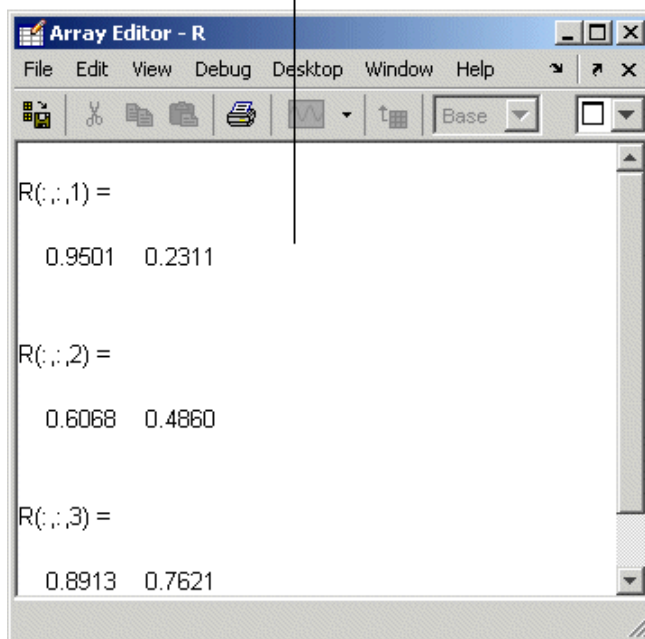 Array Editor - R
File Edit View Debug Desktop Window Help
Base
R(:,:,1) =
0.9501 0.2311
R(:,:,2) =
0.6068 0.4860
R(:,:,3) =
0.8913 0.7621